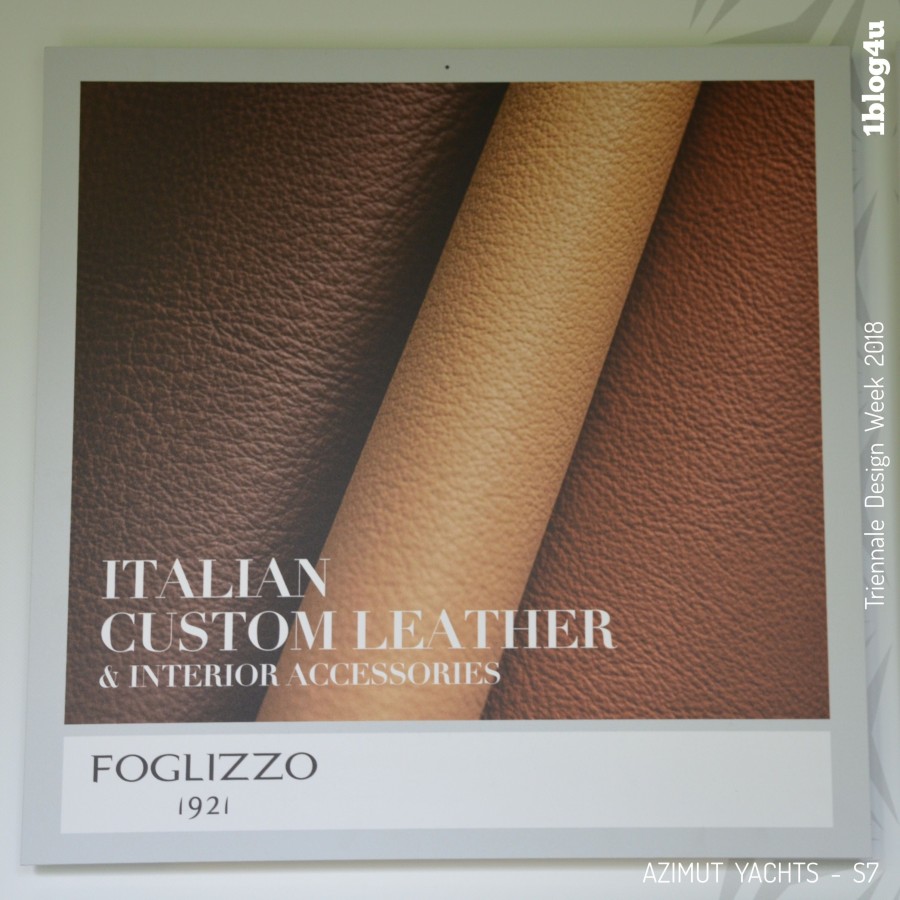 1blog4u
Triennale Design Week 2018
ITALIAN
CUSTOM LEATHER
& INTERIOR ACCESSORIES
FOGLIZZO
1921
AZIMUT YACHTS - S7